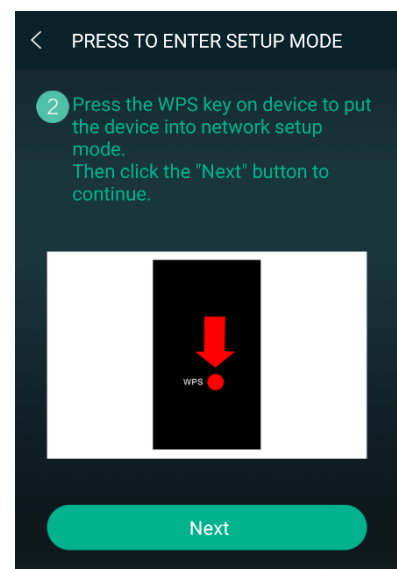 PRESS TO ENTER SETUP MODE
2
Press the WPS key on device to put
the device into network setup
mode.
Then click the "Next" button to
continue.
WPS
Next